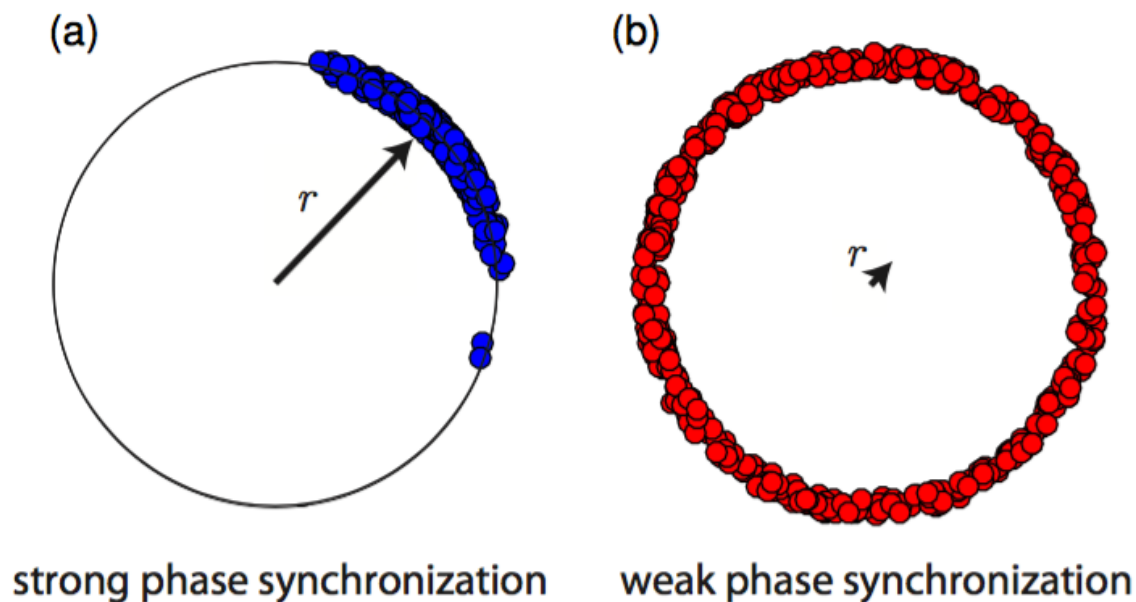 (a)
(b)
r
r
strong phase synchronization
weak phase synchronization